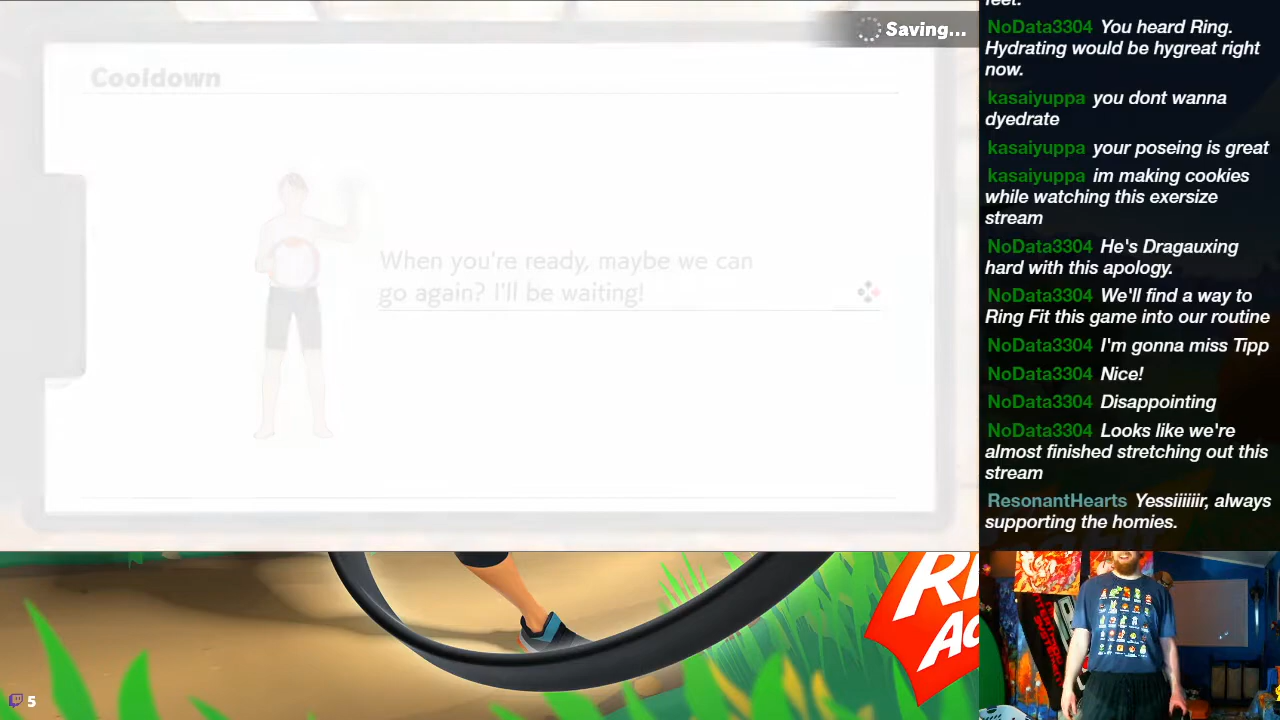 Saving...
Cooldown
When you're ready, maybe we can
go again? I'll be waiting!
feet.
NoData3304 You heard Ring.
Hydrating would be hygreat right
now.
kasaiyuppa you dont wanna
dyedrate
kasaiyuppa your poseing is great
kasaiyuppa im making cookies
while watching this exersize
stream
NoData3304 He's Dragauxing
hard with this apology.
NoData3304 We'll find a way to
Ring Fit this game into our routine
NoData3304 I'm gonna miss Tipp
NoData3304 Nice!
NoData3304 Disappointing
NoData3304 Looks like we're
almost finished stretching out this
stream
ResonantHearts Yessiiiiiir, always
supporting the homies.
5